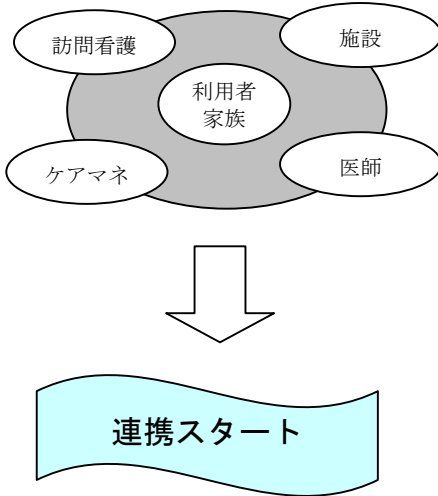 訪問看護
施設
利用者
家族
ケアマネ
医師
連携スタート